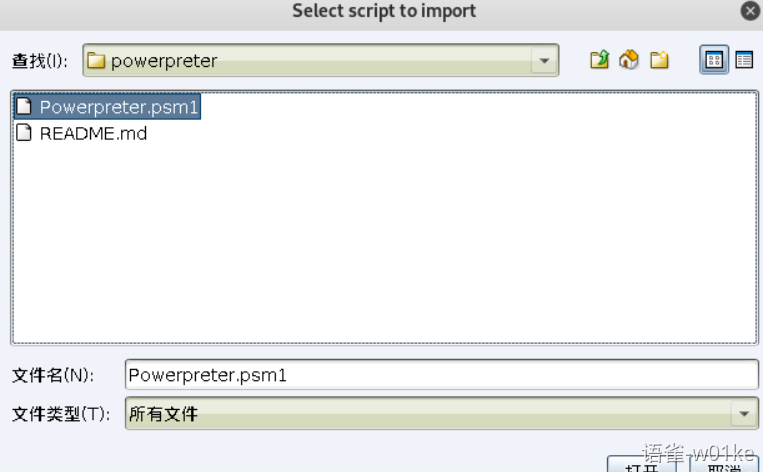 Select script to import
查找(I): powerpreter
Powerpreter.psm1
README.md
文件名(N): Powerpreter.psm1
文件类型(T): 所有文件
打开 取消
语雀-w01ke